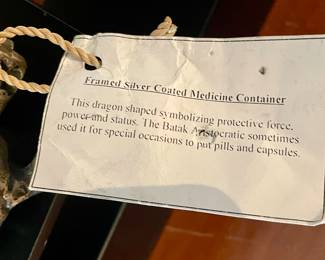 Framed Silver Coated Medicine Container
This dragon shaped symbolizing protective force,
power and status. The Batak Aristocratic sometimes
used it for special occasions to put pills and capsules.